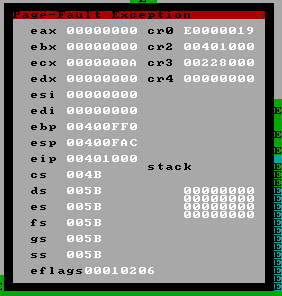 Page-Fault Exception
eax 00000000 cr0 E0000019
ebx 00000000 cr2 00401000
ecx 0000000A cr3 00228000
edx 00000000 cr4 00000000
esi 00000000
edi 00000000
ebp 00400FF0
esp 00400FAC
eip 00401000
stack
cs 004B
ds 005B 00000000
es 005B 00000000
fs 005B 00000000
gs 005B 00000000
ss 005B
eflags00010206